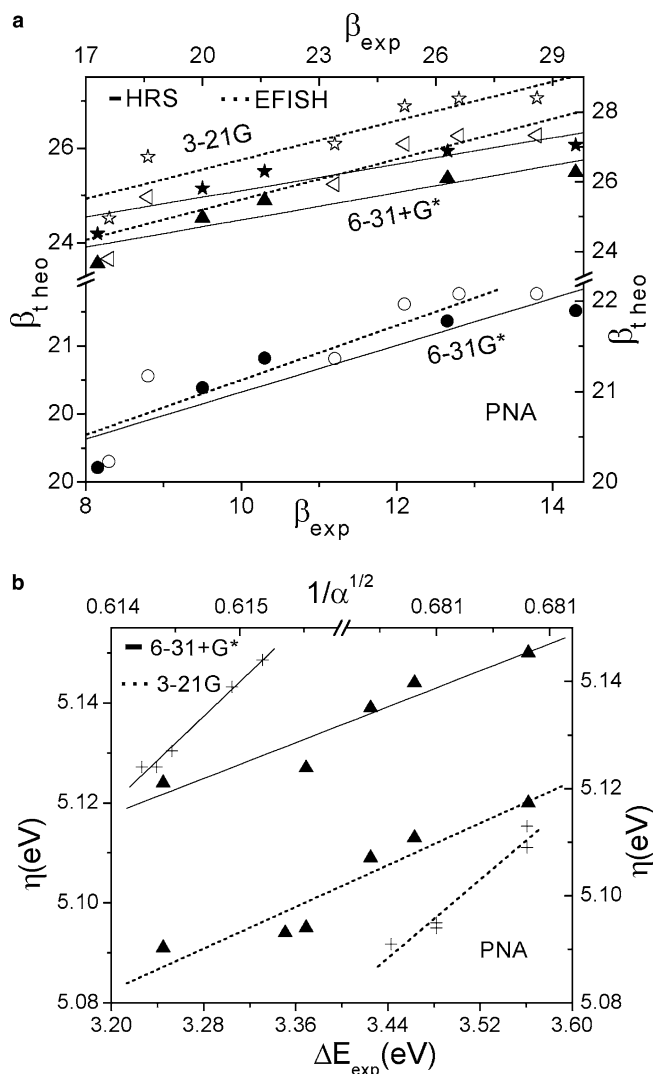 a
β exp
17 20 23 26 29
HRS EFISH
3-21G
26
24
28
26
24
6-31+G*
β t heo
β t heo
21
20
20
22
21
20
6-31G*
PNA
8 10 12 14
β exp
b
1/α 1/2
0.614 0.615 0.681 0.681
6-31+G*
3-21G
5.14
5.12
5.10
5.08
5.14
5.12
5.10
5.08
η(eV)
η(eV)
PNA
3.20 3.28 3.36 3.44 3.52 3.60
ΔE exp (eV)